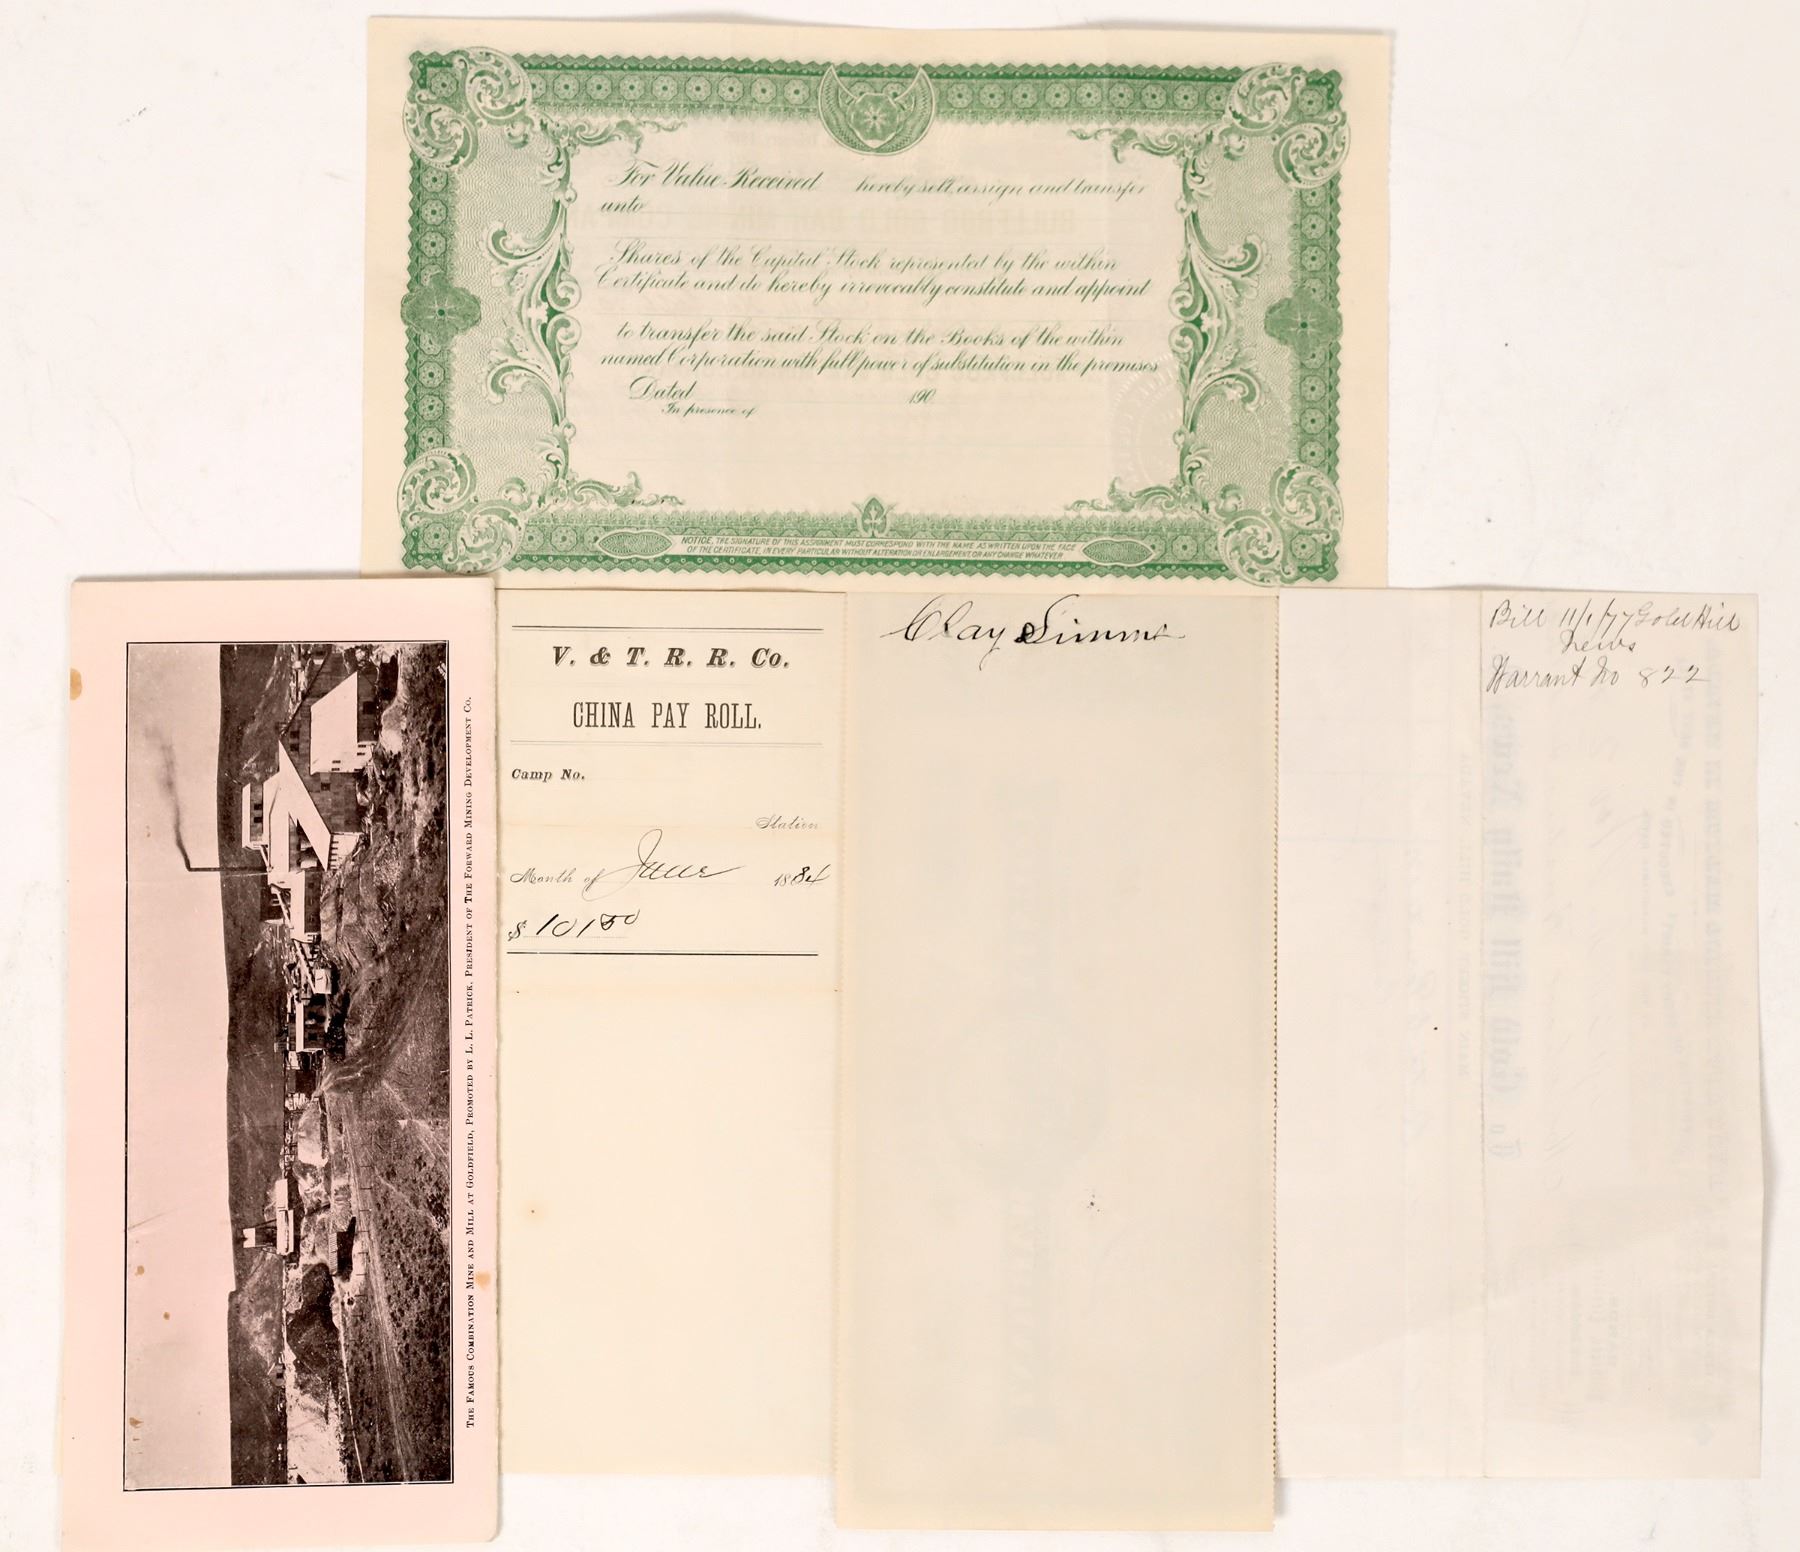 For Value Received hereby sell, assign and transfer
unto
Shares of the Capital Stock represented by the within
Certificate and do hereby irrevocably constitute and appoint
to transfer the said Stock on the Books of the within
named Corporation with full power of substitution in the premises
Dated 190
In presence of
NOTICE, THE SIGNATURE OF THIS ASSIGNMENT MUST CORRESPOND WITH THE NAME AS WRITTEN UPON THE FACE
OF THE CERTIFICATE, IN EVERY PARTICULAR WITHOUT ALTERATION OR ENLARGEMENT, OR ANY CHANGE WHATEVER
The Famous Combination Mine and Mill at Goldfield, Promoted by L. L. Patrick, President of The Forward Mining Development Co.
V. & T. R. R. Co.
CHINA PAY ROLL.
Camp No.
Station
Month of June 1884
$
Clay Simms
Bill 11/1/77 Gold Hill
News
Warrant No 822